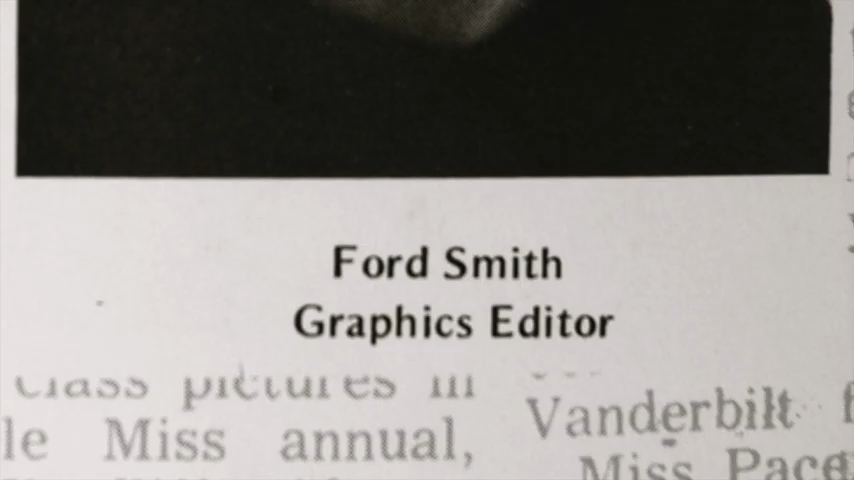 Ford Smith
Graphics Editor
class pictures in
le Miss annual,
Vanderbilt
Miss Pace